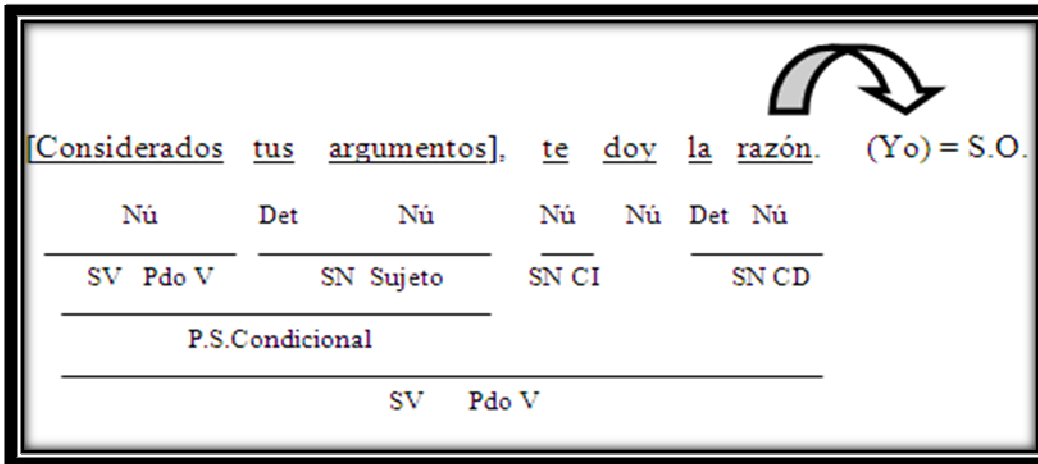 [Considerados tus argumentos], te doy la razón. (Yo) = S.O.
Nú Det Nú Nú Nú Det Nú
SV Pdo V SN Sujeto SN CI SN CD
P.S.Condicional
SV Pdo V